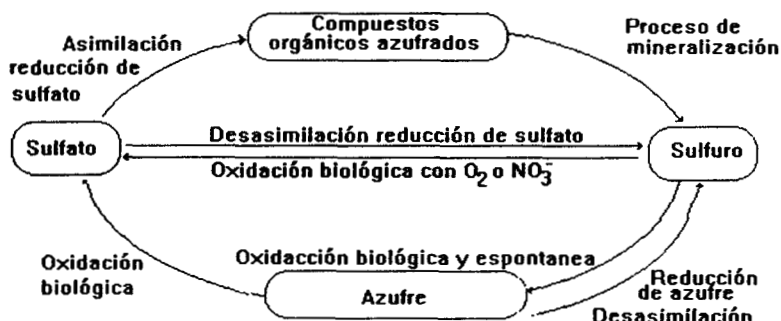 Compuestos
orgánicos azufrados
Asimilación
reducción de
sulfato
Proceso de
mineralización
Sulfato
Desasimilación reducción de sulfato
Oxidación biológica con O₂ o NO₃⁻
Sulfuro
Oxidación
biológica
Oxidacción biológica y espontanea
Azufre
Reducción
de azufre
Desasimilación